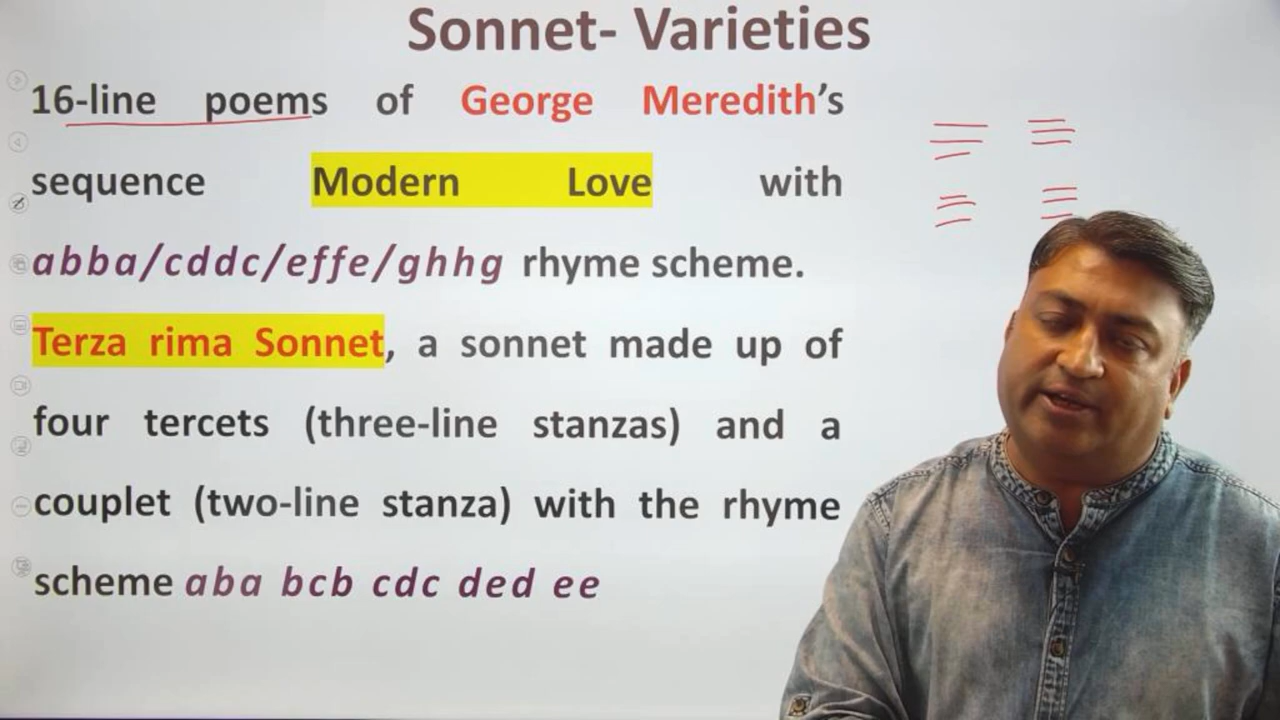 Sonnet- Varieties
16-line poems of George Meredith's
sequence Modern Love with
abba/cddc/effe/ghhg rhyme scheme.
Terza rima Sonnet, a sonnet made up of
four tercets (three-line stanzas) and a
couplet (two-line stanza) with the rhyme
scheme aba bcb cdc ded ee